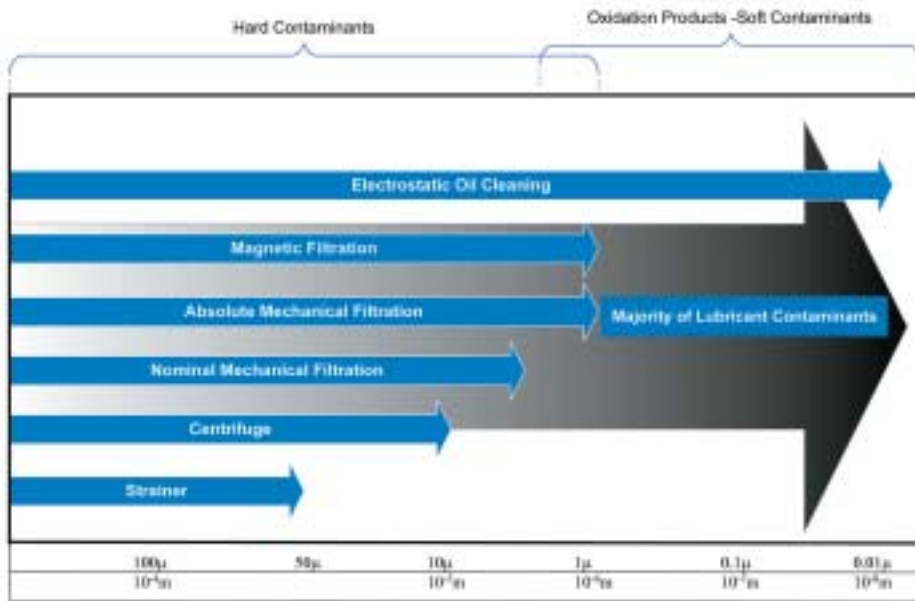 Oxidation Products -Soft Contaminants
Hard Contaminants
Electrostatic Oil Cleaning
Magnetic Filtration
Absolute Mechanical Filtration
Majority of Lubricant Contaminants
Nominal Mechanical Filtration
Centrifuge
Strainer
100μ 50μ 10μ 1μ 0.1μ 0.01μ